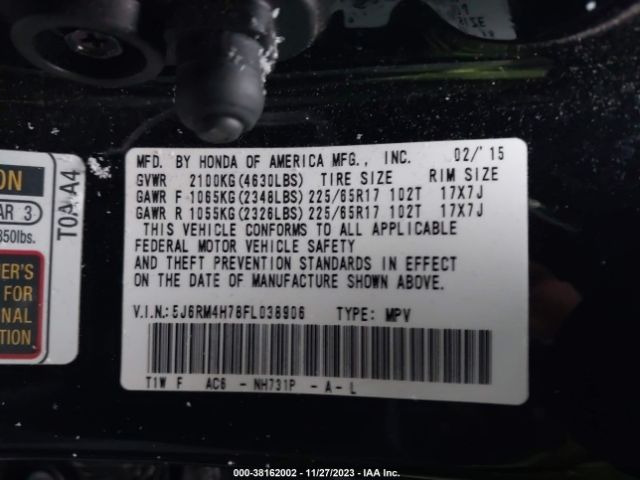 MFD. BY HONDA OF AMERICA MFG., INC. 02/'15
GVWR 2100KG(4630LBS) TIRE SIZE RIM SIZE
GAWR F 1065KG(2348LBS) 225/65R17 102T 17X7J
GAWR R 1055KG(2326LBS) 225/65R17 102T 17X7J
THIS VEHICLE CONFORMS TO ALL APPLICABLE
FEDERAL MOTOR VEHICLE SAFETY
AND THEFT PREVENTION STANDARDS IN EFFECT
ON THE DATE OF MANUFACTURE SHOWN ABOVE.
V.I.N.: 5J6RM4H78FL038906 TYPE: MPV
T1W F AC6 - NH731P - A - L
ON
AR 3
350lbs.
T0A A4
ER'S
FOR
NAL
000-38162002 - 11/27/2023 - IAA Inc.